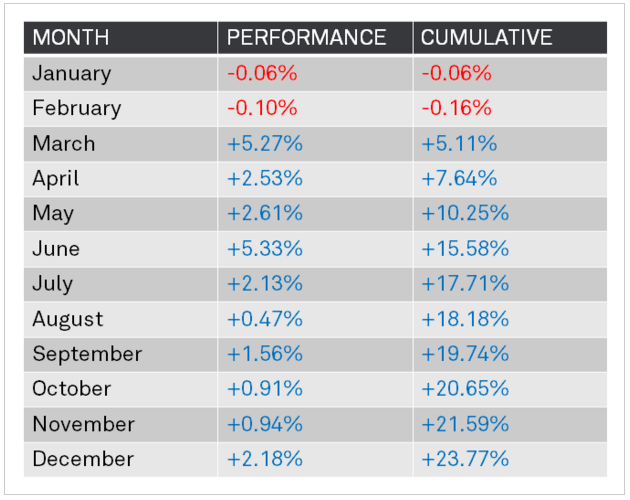 MONTH PERFORMANCE CUMULATIVE
January -0.06% -0.06%
February -0.10% -0.16%
March +5.27% +5.11%
April +2.53% +7.64%
May +2.61% +10.25%
June +5.33% +15.58%
July +2.13% +17.71%
August +0.47% +18.18%
September +1.56% +19.74%
October +0.91% +20.65%
November +0.94% +21.59%
December +2.18% +23.77%